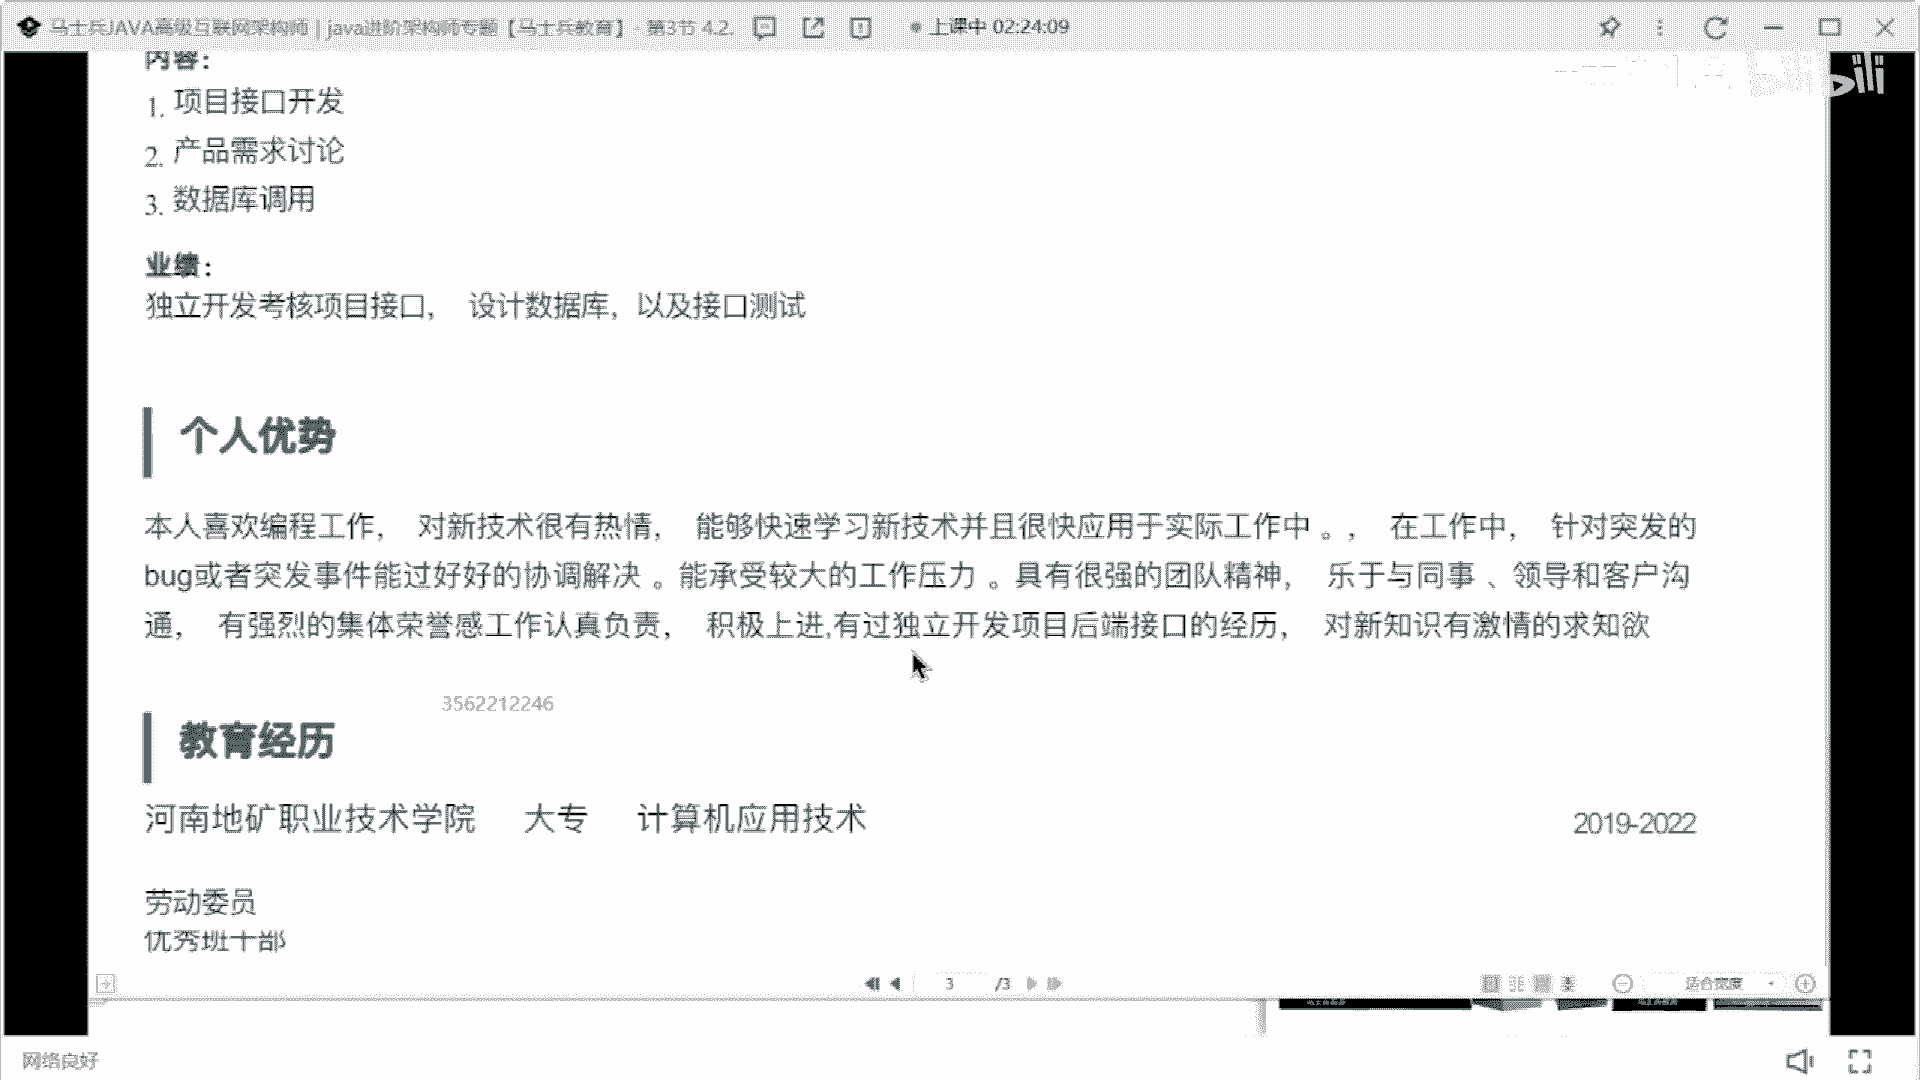 马士兵JAVA高级互联网架构师 | java进阶架构师专题【马士兵教育】 - 第3节 4.2. 上课中 02:24:09
内容：
1. 项目接口开发
2. 产品需求讨论
3. 数据库调用
业绩：
独立开发考核项目接口， 设计数据库，以及接口测试
个人优势
本人喜欢编程工作， 对新技术很有热情， 能够快速学习新技术并且很快应用于实际工作中 。， 在工作中， 针对突发的
bug或者突发事件能过好好的协调解决 。能承受较大的工作压力 。具有很强的团队精神， 乐于与同事 、领导和客户沟
通， 有强烈的集体荣誉感工作认真负责， 积极上进,有过独立开发项目后端接口的经历， 对新知识有激情的求知欲
3562212246
教育经历
河南地矿职业技术学院 大专 计算机应用技术 2019-2022
劳动委员
优秀班干部
3 /3 适合宽度
网络良好